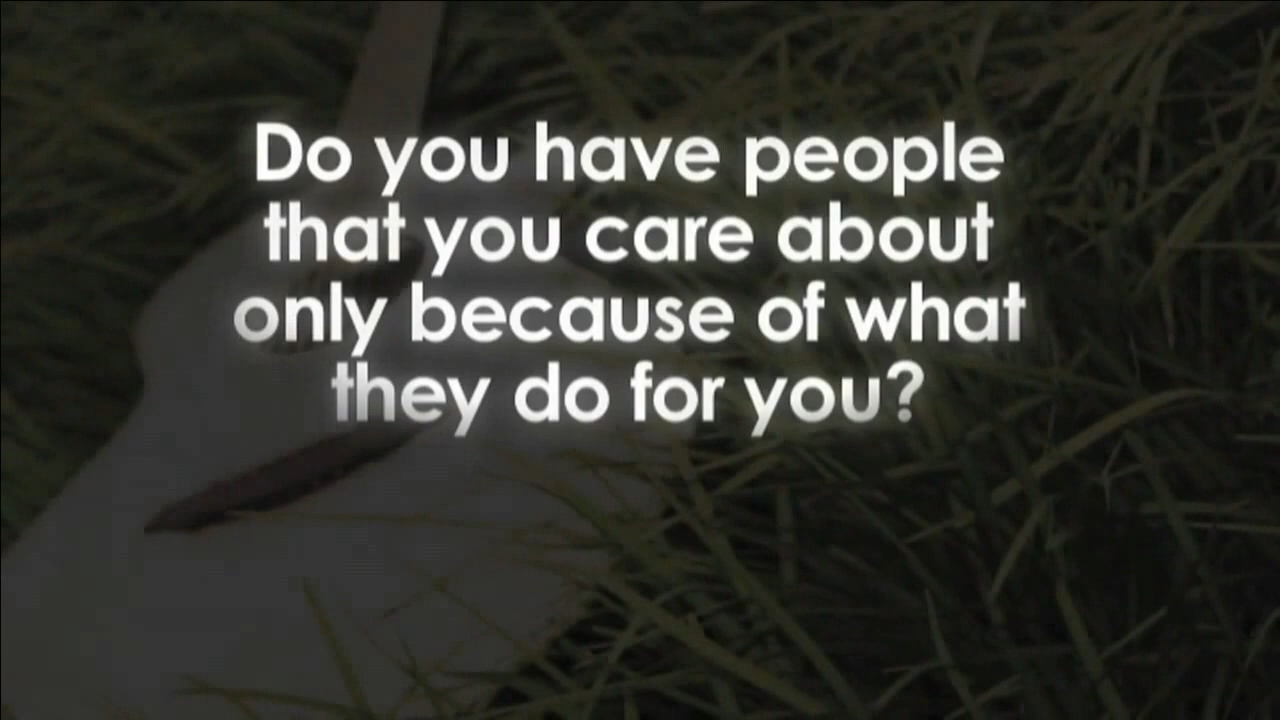 Do you have people
that you care about
only because of what
they do for you?